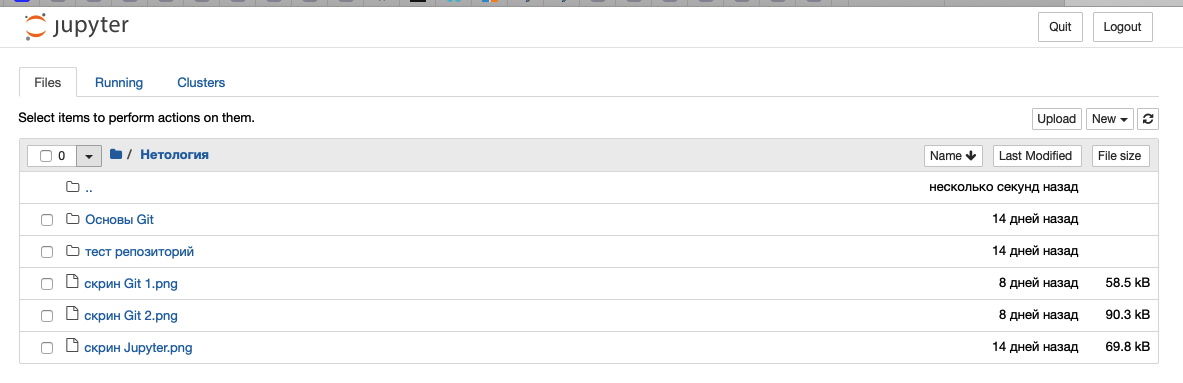 jupyter Quit Logout
Files Running Clusters
Select items to perform actions on them. Upload New
0 / Нетология Name Last Modified File size
.. несколько секунд назад
Основы Git 14 дней назад
тест репозиторий 14 дней назад
скрин Git 1.png 8 дней назад 58.5 kB
скрин Git 2.png 8 дней назад 90.3 kB
скрин Jupyter.png 14 дней назад 69.8 kB